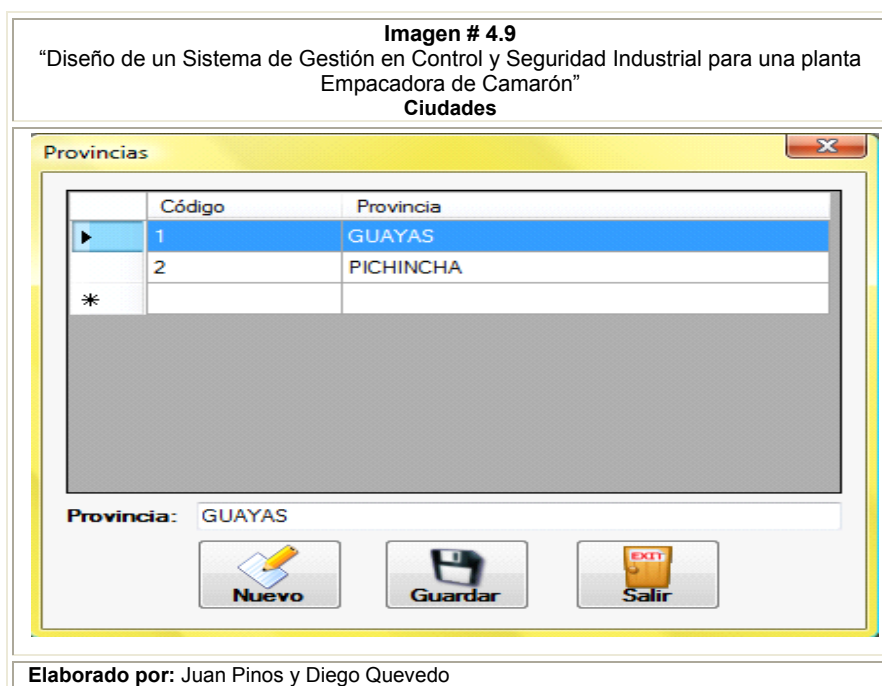 Imagen # 4.9
“Diseño de un Sistema de Gestión en Control y Seguridad Industrial para una planta
Empacadora de Camarón”
Ciudades
Provincias
Código Provincia
1 GUAYAS
2 PICHINCHA
Provincia: GUAYAS
Nuevo Guardar EXIT Salir
Elaborado por: Juan Pinos y Diego Quevedo